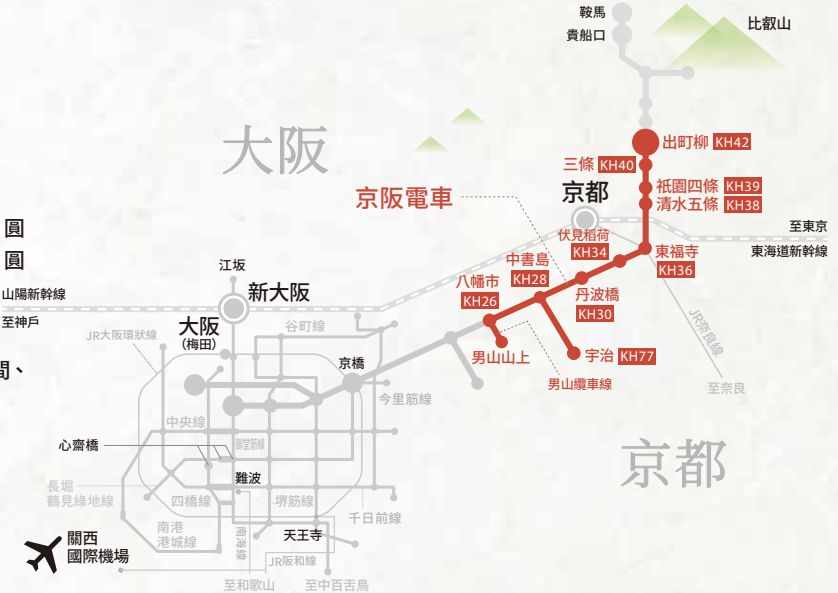 鞍馬
貴船口
比叡山
大阪
出町柳 KH42
三條 KH40
京都
祇園四條 KH39
清水五條 KH38
京阪電車
圓
至東京
伏見稻荷
KH34
東海道新幹線
圓
江坂
中書島
KH28
東福寺
KH36
山陽新幹線
新大阪
八幡市
KH26
丹波橋
KH30
至神戶
大阪
(梅田)
谷町線
JR大阪環狀線
JR奈良線
京橋
男山山上
宇治 KH77
間、
男山纜車線
至奈良
今里筋線
中央線
心齋橋
御堂筋線
京都
難波
長堀
鶴見綠地線
四橋線
堺筋線
千日前線
南港
港城線
南海線
天王寺
關西
國際機場
JR阪和線
至和歌山
至中百舌鳥